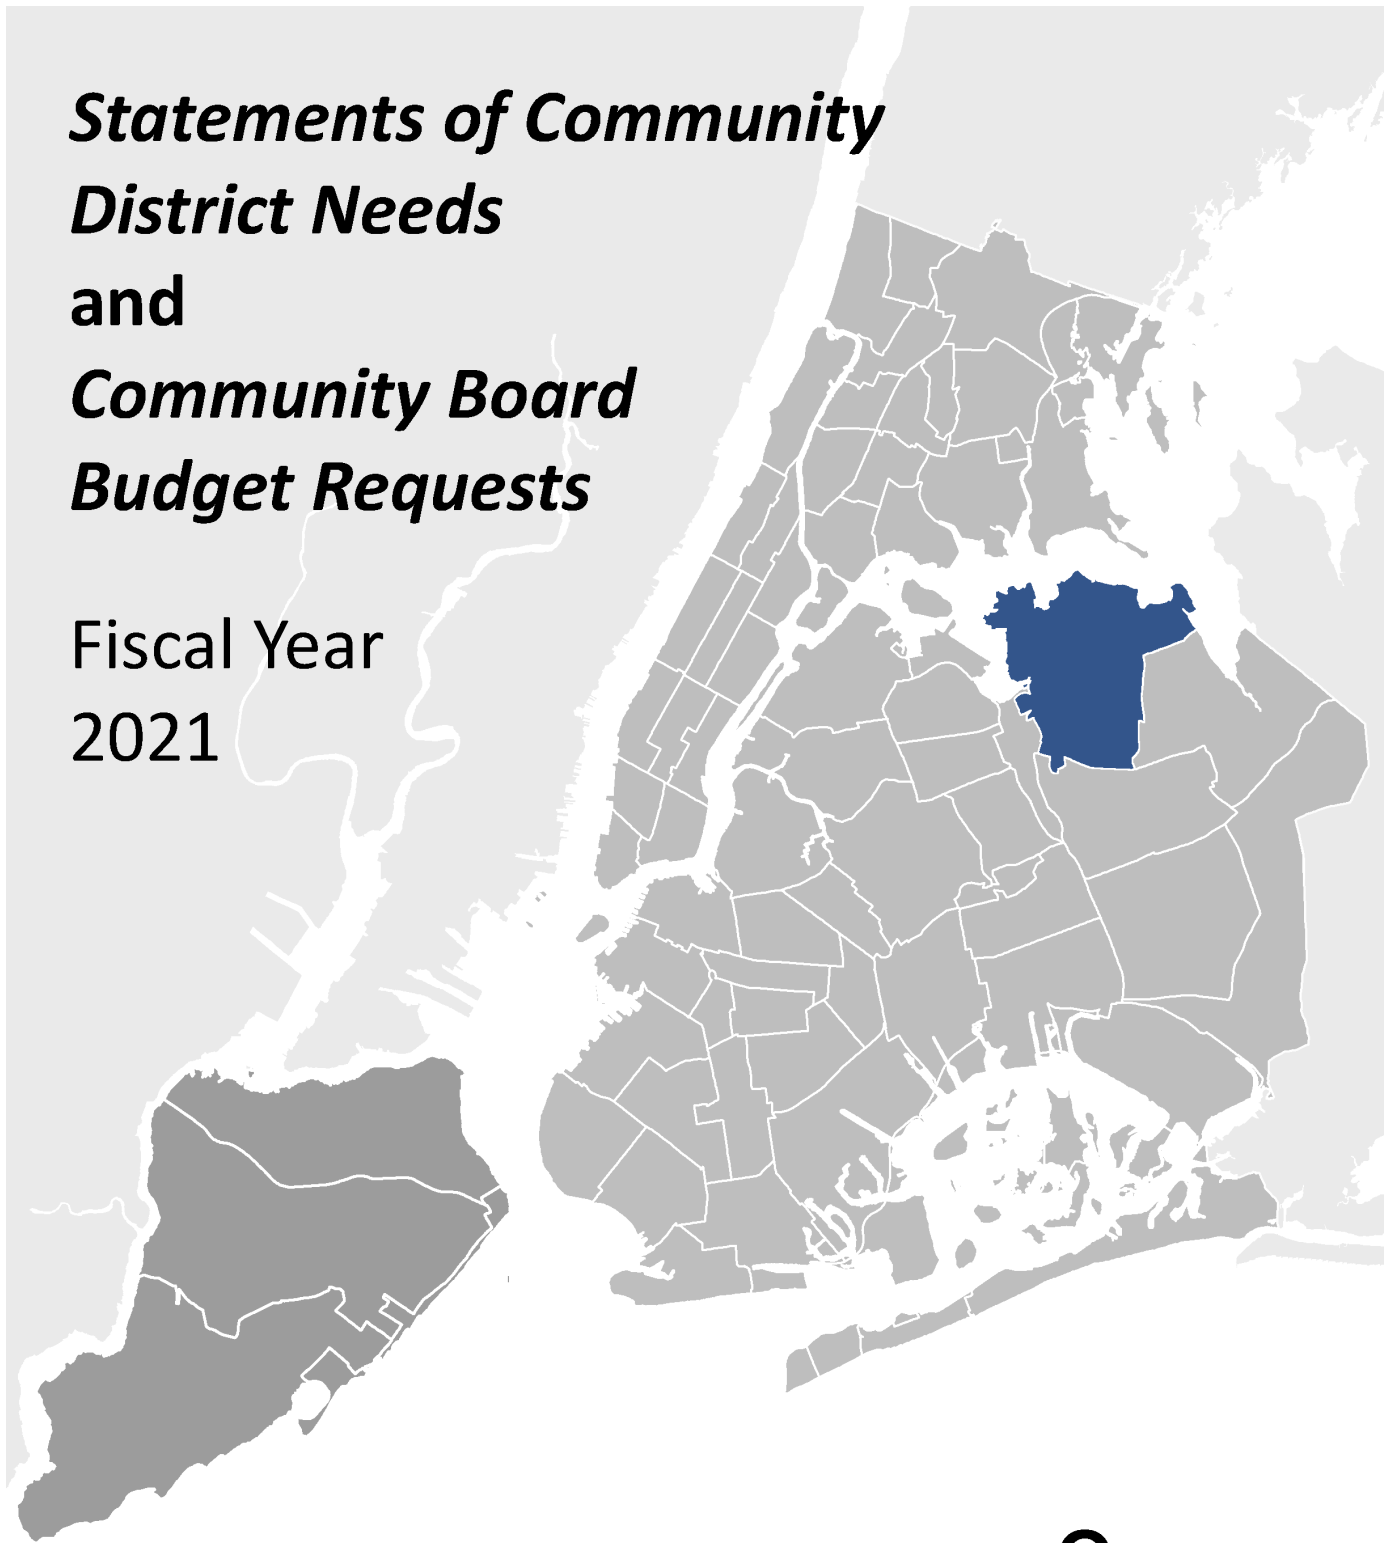 Statements of Community
District Needs
and
Community Board
Budget Requests
Fiscal Year
2021